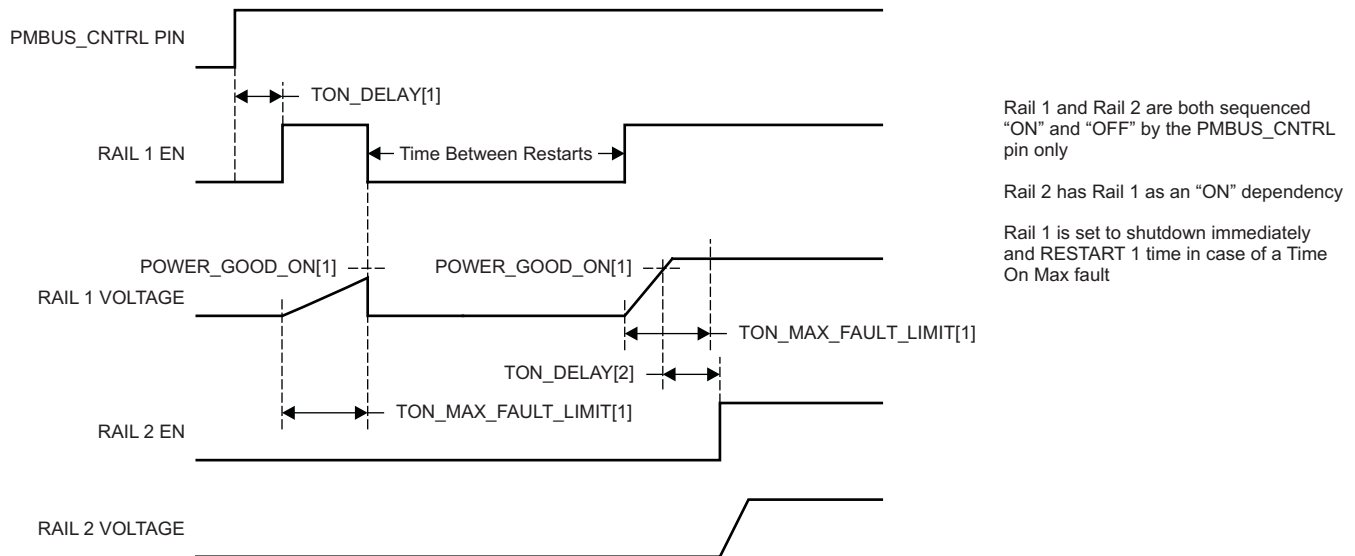 PMBUS_CNTRL PIN
TON_DELAY[1]
RAIL 1 EN
Time Between Restarts
POWER_GOOD_ON[1]
POWER_GOOD_ON[1]
RAIL 1 VOLTAGE
TON_MAX_FAULT_LIMIT[1]
TON_DELAY[2]
TON_MAX_FAULT_LIMIT[1]
RAIL 2 EN
RAIL 2 VOLTAGE
Rail 1 and Rail 2 are both sequenced
“ON” and “OFF” by the PMBUS_CNTRL
pin only
Rail 2 has Rail 1 as an “ON” dependency
Rail 1 is set to shutdown immediately
and RESTART 1 time in case of a Time
On Max fault